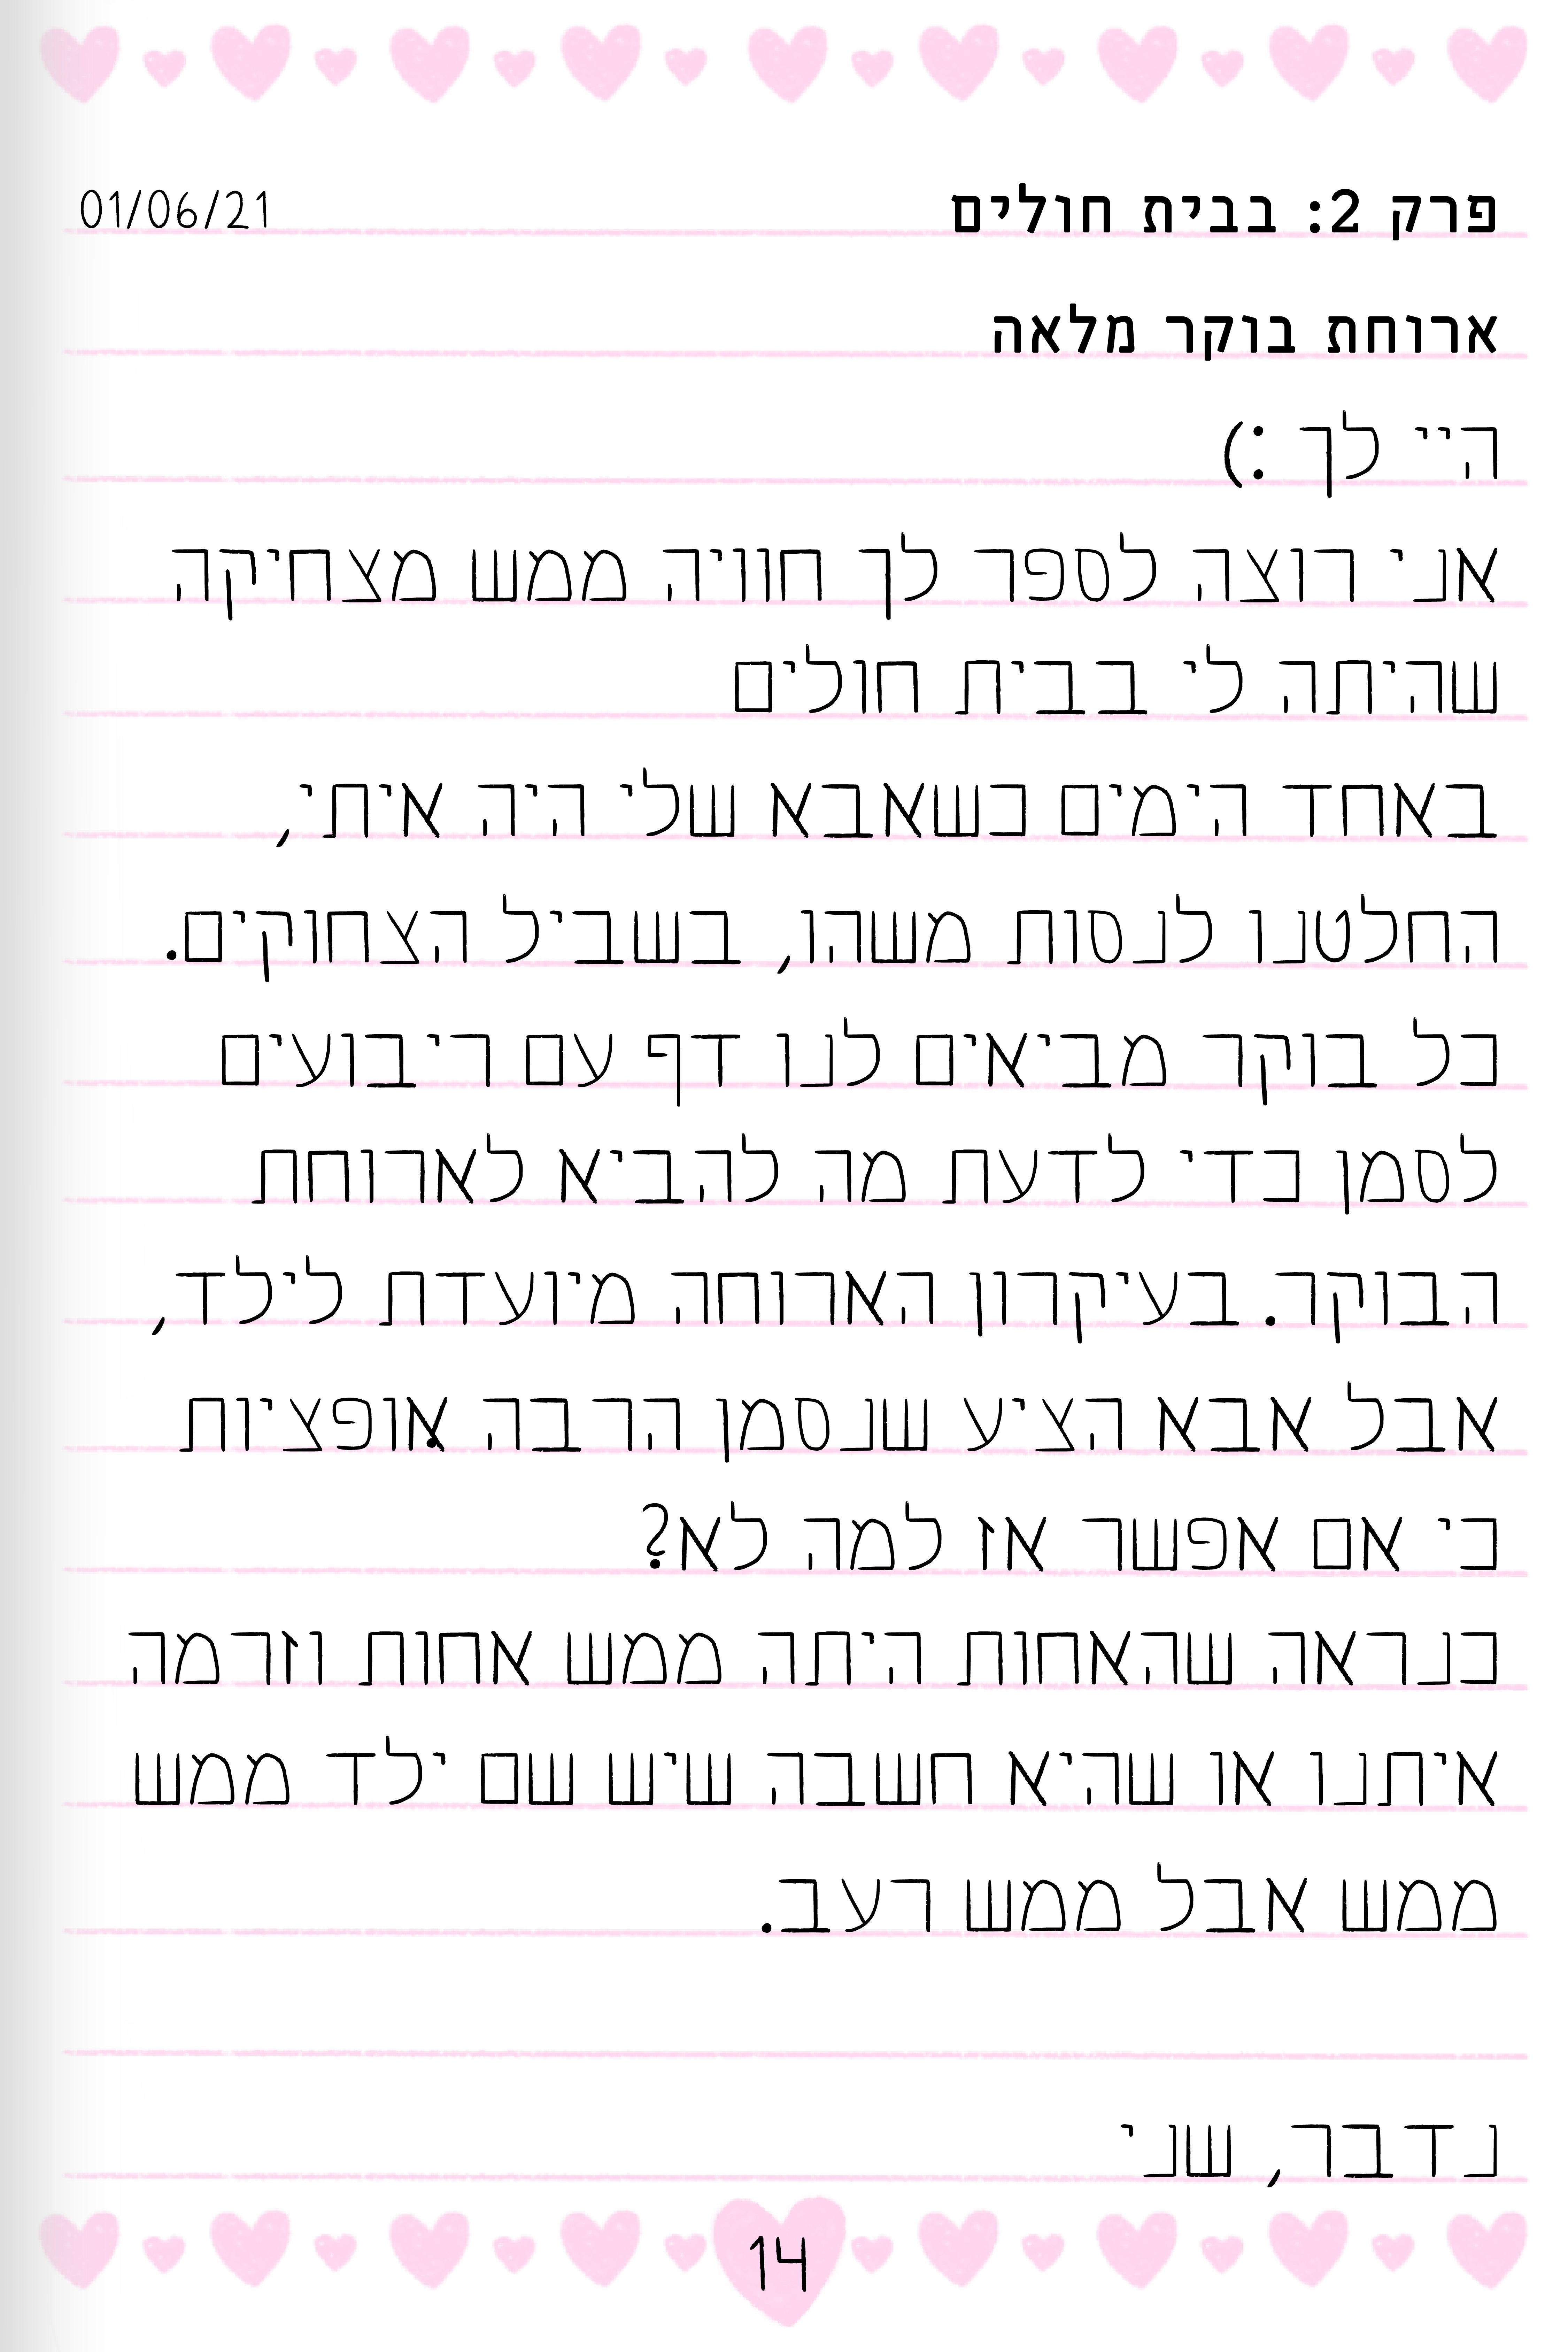 פרק 2: בבית חולים 01/06/21
ארוחת בוקר מלאה
היי לך :)
אני רוצה לספר לך חוויה ממש מצחיקה
שהיתה לי בבית חולים
באחד הימים כשאבא שלי היה איתי,
החלטנו לנסות משהו, בשביל הצחוקים.
כל בוקר מביאים לנו דף עם ריבועים
לסמן כדי לדעת מה להביא לארוחת
הבוקר. בעיקרון הארוחה מיועדת לילד,
אבל אבא הציע שנסמן הרבה אופציות
כי אם אפשר אז למה לא?
כנראה שהאחות היתה ממש אחות וזרמה
איתנו או שהיא חשבה שיש שם ילד ממש
ממש אבל ממש רעב.
נדבר, שני
14